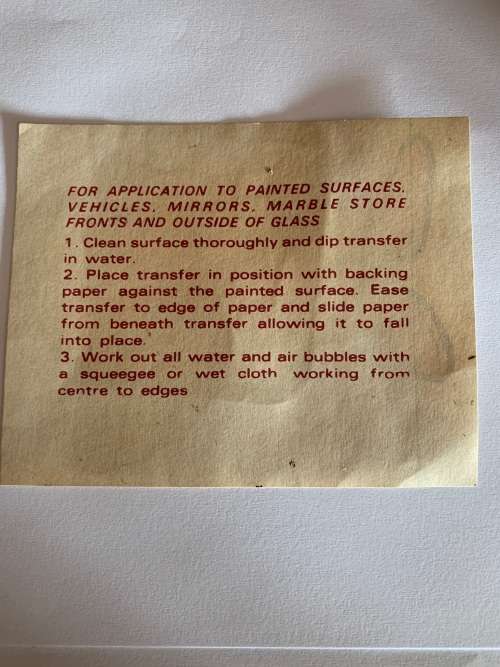 FOR APPLICATION TO PAINTED SURFACES,
VEHICLES, MIRRORS, MARBLE STORE
FRONTS AND OUTSIDE OF GLASS
1. Clean surface thoroughly and dip transfer
in water.
2. Place transfer in position with backing
paper against the painted surface. Ease
transfer to edge of paper and slide paper
from beneath transfer allowing it to fall
into place.
3. Work out all water and air bubbles with
a squeegee or wet cloth working from
centre to edges